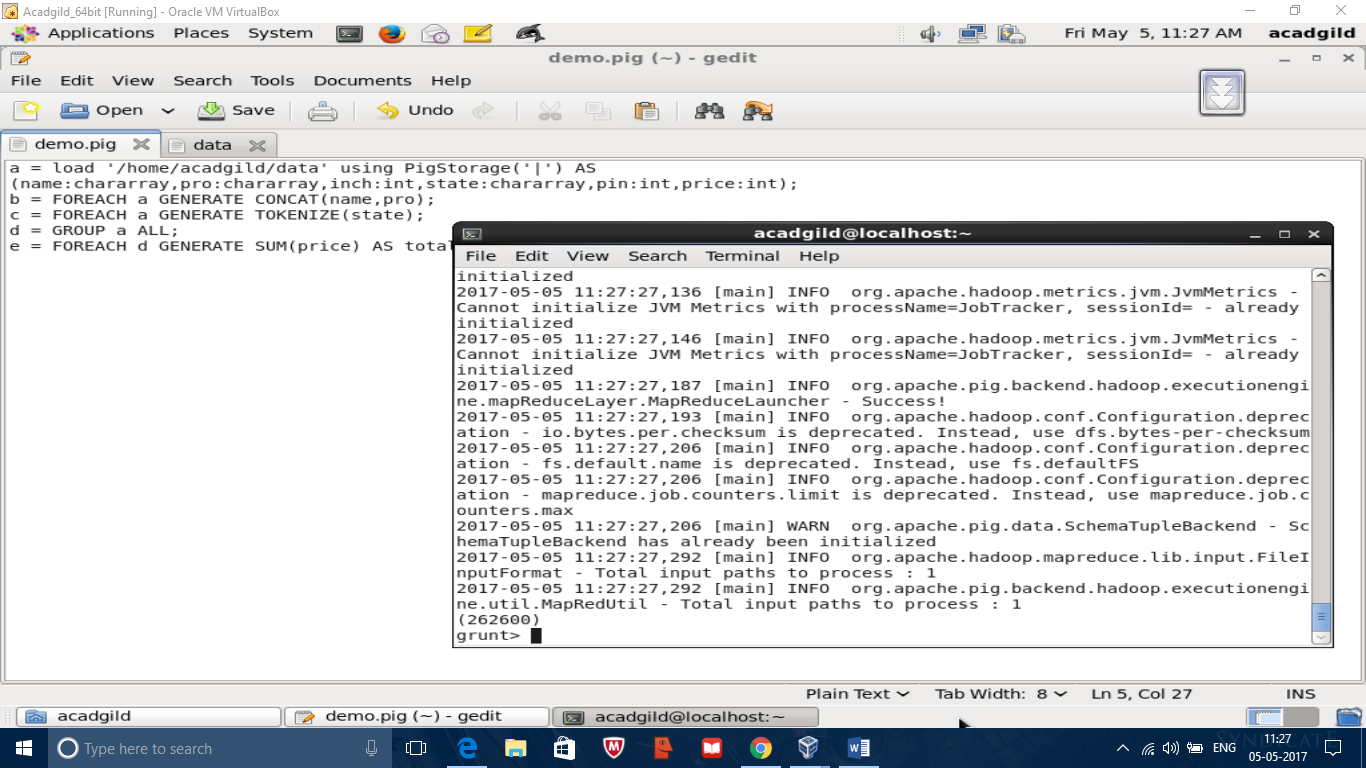 Acadgild_64bit [Running] - Oracle VM VirtualBox
Applications Places System Fri May 5, 11:27 AM acadgild
demo.pig (~) - gedit
File Edit View Search Tools Documents Help
Open Save Undo
demo.pig data
a = load '/home/acadgild/data' using PigStorage('|') AS
(name:chararray,pro:chararray,inch:int,state:chararray,pin:int,price:int);
b = FOREACH a GENERATE CONCAT(name,pro);
c = FOREACH a GENERATE TOKENIZE(state);
d = GROUP a ALL;
e = FOREACH d GENERATE SUM(price) AS total
acadgild@localhost:~
File Edit View Search Terminal Help
initialized
2017-05-05 11:27:27,136 [main] INFO  org.apache.hadoop.metrics.jvm.JvmMetrics -
Cannot initialize JVM Metrics with processName=JobTracker, sessionId= - already
initialized
2017-05-05 11:27:27,146 [main] INFO  org.apache.hadoop.metrics.jvm.JvmMetrics -
Cannot initialize JVM Metrics with processName=JobTracker, sessionId= - already
initialized
2017-05-05 11:27:27,187 [main] INFO  org.apache.pig.backend.hadoop.executionengi
ne.mapReduceLayer.MapReduceLauncher - Success!
2017-05-05 11:27:27,193 [main] INFO  org.apache.hadoop.conf.Configuration.deprec
ation - io.bytes.per.checksum is deprecated. Instead, use dfs.bytes-per-checksum
2017-05-05 11:27:27,206 [main] INFO  org.apache.hadoop.conf.Configuration.deprec
ation - fs.default.name is deprecated. Instead, use fs.defaultFS
2017-05-05 11:27:27,206 [main] INFO  org.apache.hadoop.conf.Configuration.deprec
ation - mapreduce.job.counters.limit is deprecated. Instead, use mapreduce.job.c
ounters.max
2017-05-05 11:27:27,206 [main] WARN  org.apache.pig.data.SchemaTupleBackend - Sc
hemaTupleBackend has already been initialized
2017-05-05 11:27:27,292 [main] INFO  org.apache.hadoop.mapreduce.lib.input.FileI
nputFormat - Total input paths to process : 1
2017-05-05 11:27:27,292 [main] INFO  org.apache.pig.backend.hadoop.executionengi
ne.util.MapRedUtil - Total input paths to process : 1
(262600)
grunt>
Plain Text Tab Width: 8 Ln 5, Col 27 INS
acadgild demo.pig (~) - gedit acadgild@localhost:~
Type here to search ENG 11:27
05-05-2017